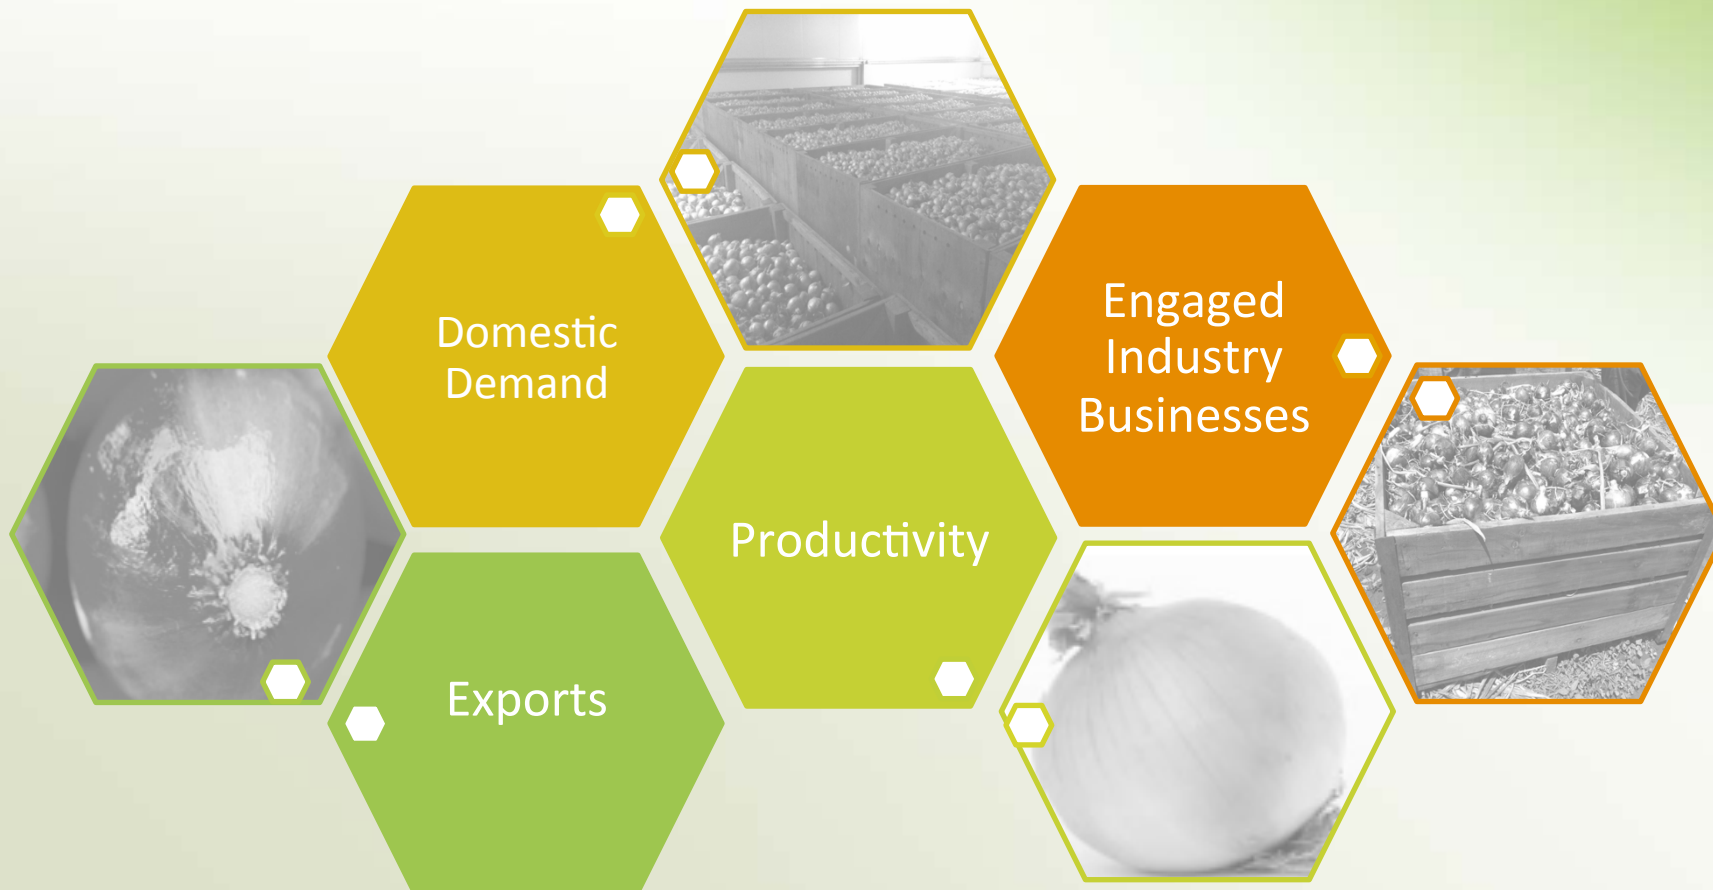 Domestic
Demand
Engaged
Industry
Businesses
Productivity
Exports